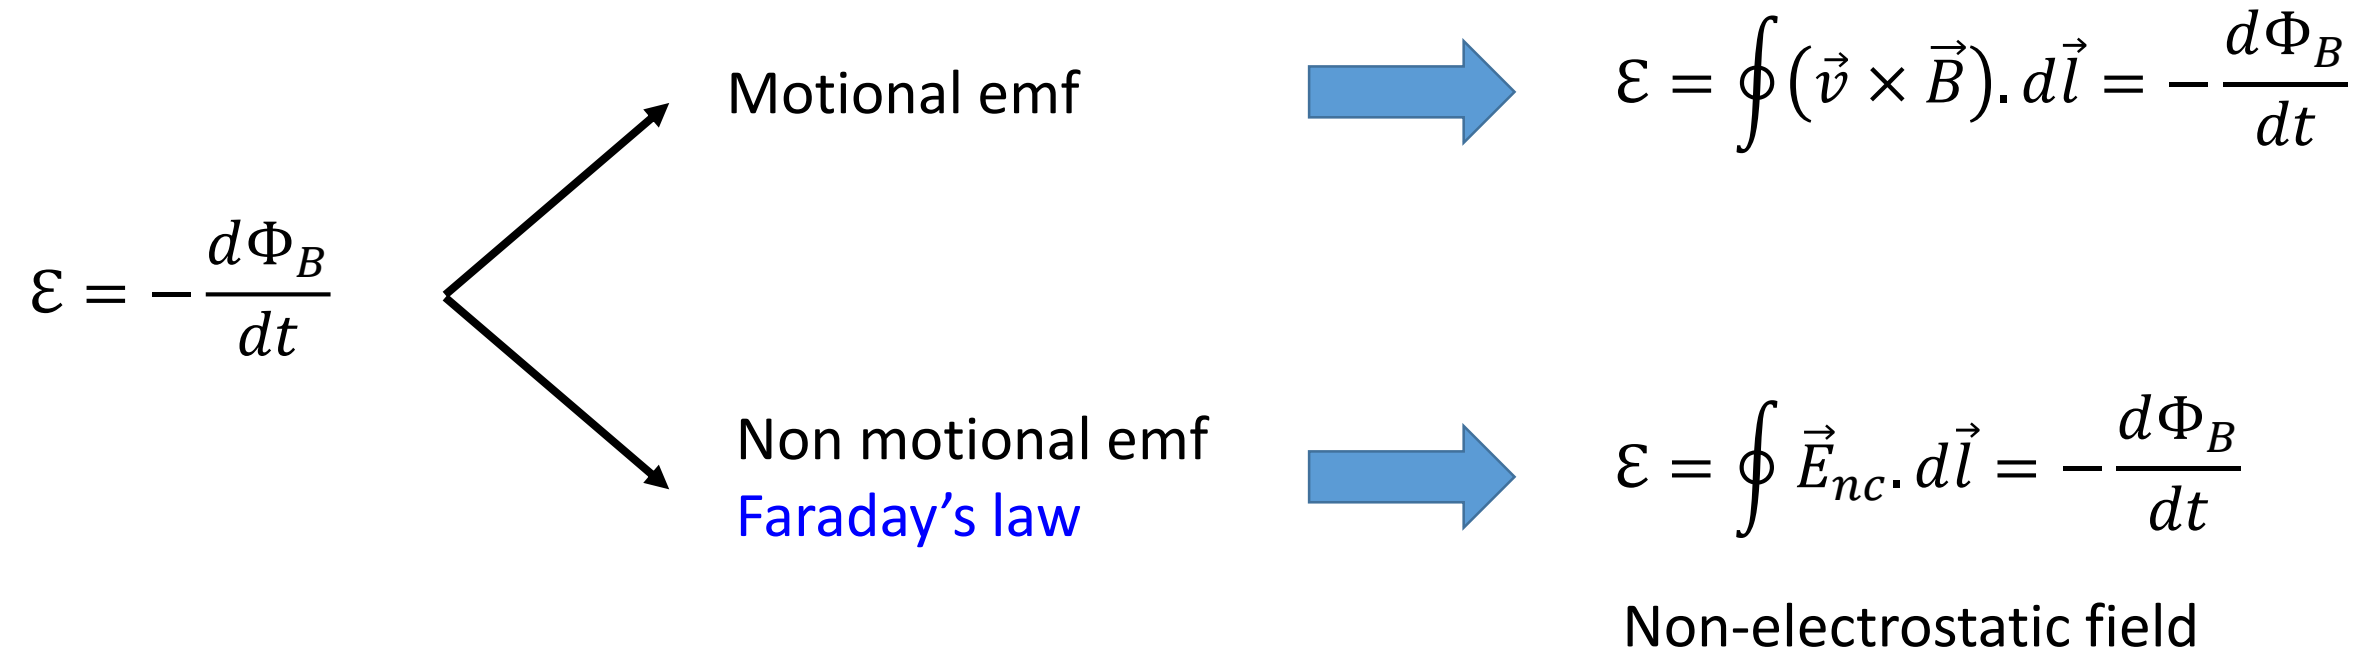 Motional emf
ℰ = ∮(v⃗ × B⃗). dl⃗ = − dΦ_B/dt
ℰ = − dΦ_B/dt
Non motional emf
Faraday’s law
ℰ = ∮ E⃗_nc. dl⃗ = − dΦ_B/dt
Non-electrostatic field